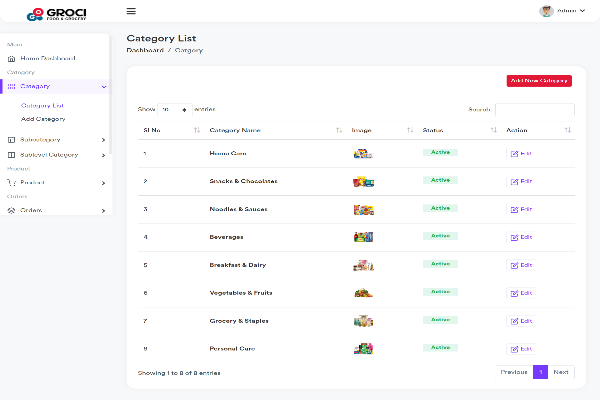 GROCI
FOOD & GROCERY
Admin
Main
Home Dashboard
Category
Category
Category List
Add Category
Subcategory
Sublevel Category
Product
Product
Orders
Orders
Category List
Dashboard / Catgory
Add New Category
Show 10 entries
Search
Sl No Category Name Image Status Action
1 Home Care Active Edit
2 Snacks & Chocolates Active Edit
3 Noodles & Sauces Active Edit
4 Beverages Active Edit
5 Breakfast & Dairy Active Edit
6 Vegetables & Fruits Active Edit
7 Grocery & Staples Active Edit
8 Personal Care Active Edit
Showing 1 to 8 of 8 entries
Previous 1 Next